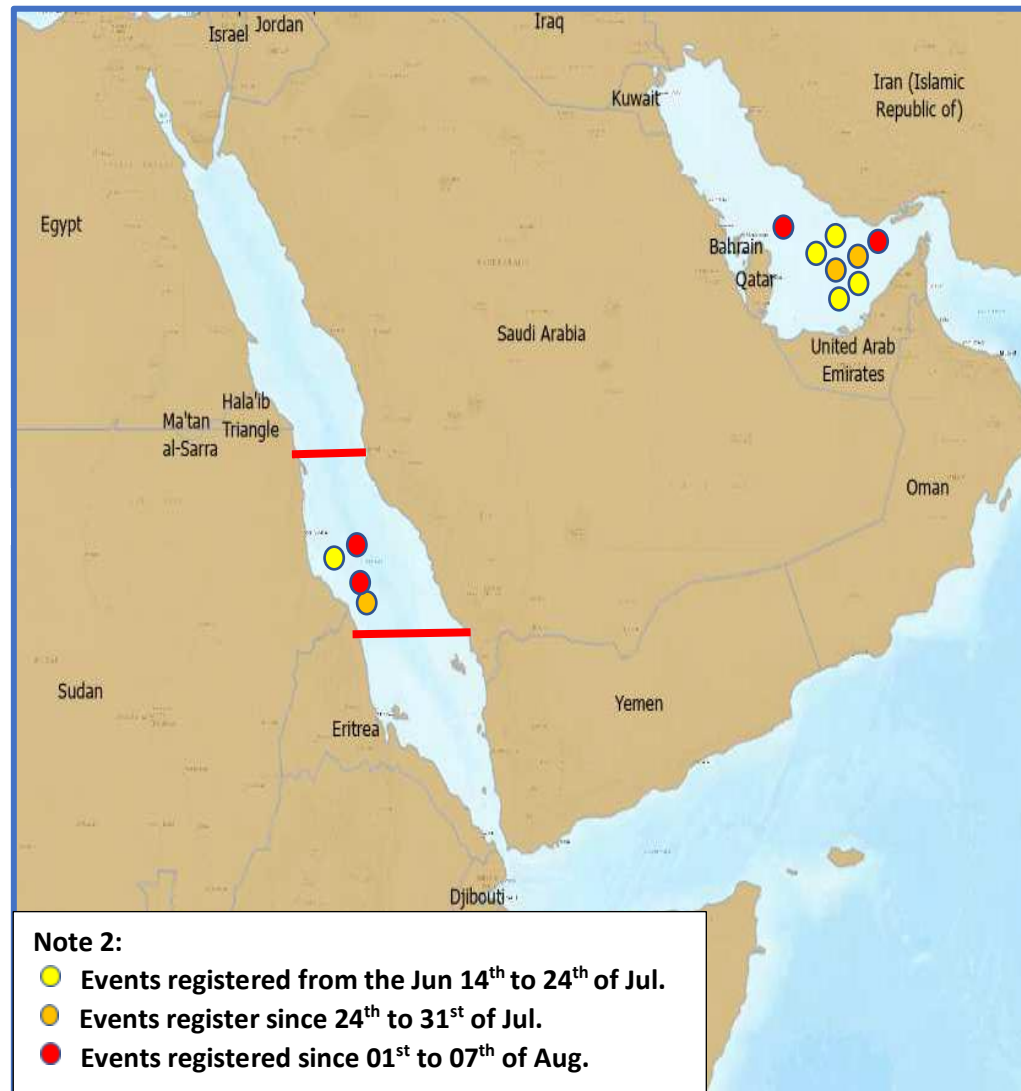 Israel
Jordan
Iraq
Kuwait
Iran (Islamic
Republic of)
Egypt
Bahrain
Qatar
Saudi Arabia
United Arab
Emirates
Hala'ib
Triangle
Ma'tan
al-Sarra
Oman
Sudan
Eritrea
Yemen
Djibouti
Note 2:
Events registered from the Jun 14th to 24th of Jul.
Events register since 24th to 31st of Jul.
Events registered since 01st to 07th of Aug.